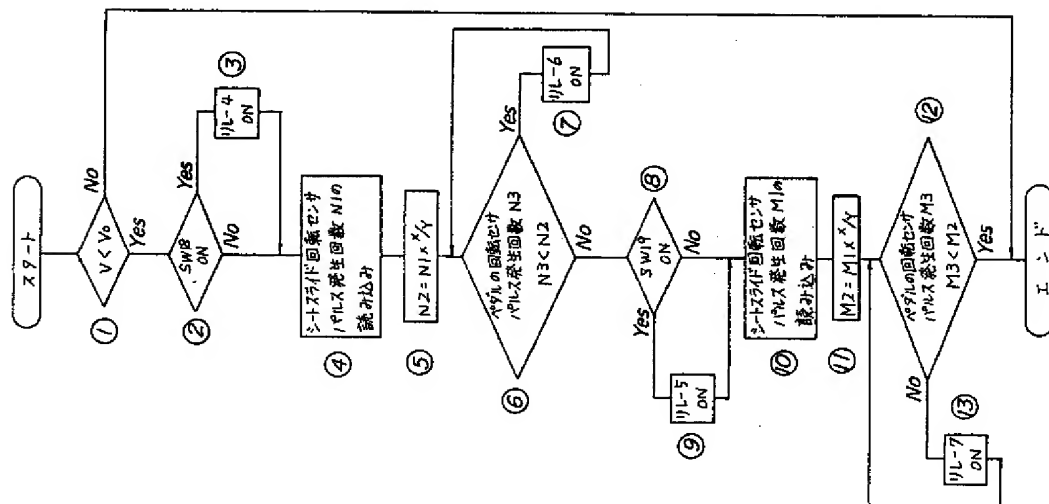 スタート
V < Vo
No
Yes
①
SW18
ON
Yes
No
②
リレー4
ON
③
シートスライド回転センサ
パルス発生回数 N1の
読み込み
④
N2 = N1 × x/y
⑤
ペダルの回転センサ
パルス発生回数 N3
N3 < N2
Yes
No
⑥
リレー6
ON
⑦
SW19
ON
Yes
No
⑧
リレー5
ON
⑨
シートスライド回転センサ
パルス発生回数 M1の
読み込み
⑩
M2 = M1 × x/y
⑪
ペダルの回転センサ
パルス発生回数 M3
M3 < M2
No
Yes
⑫
リレー7
ON
⑬
エンド